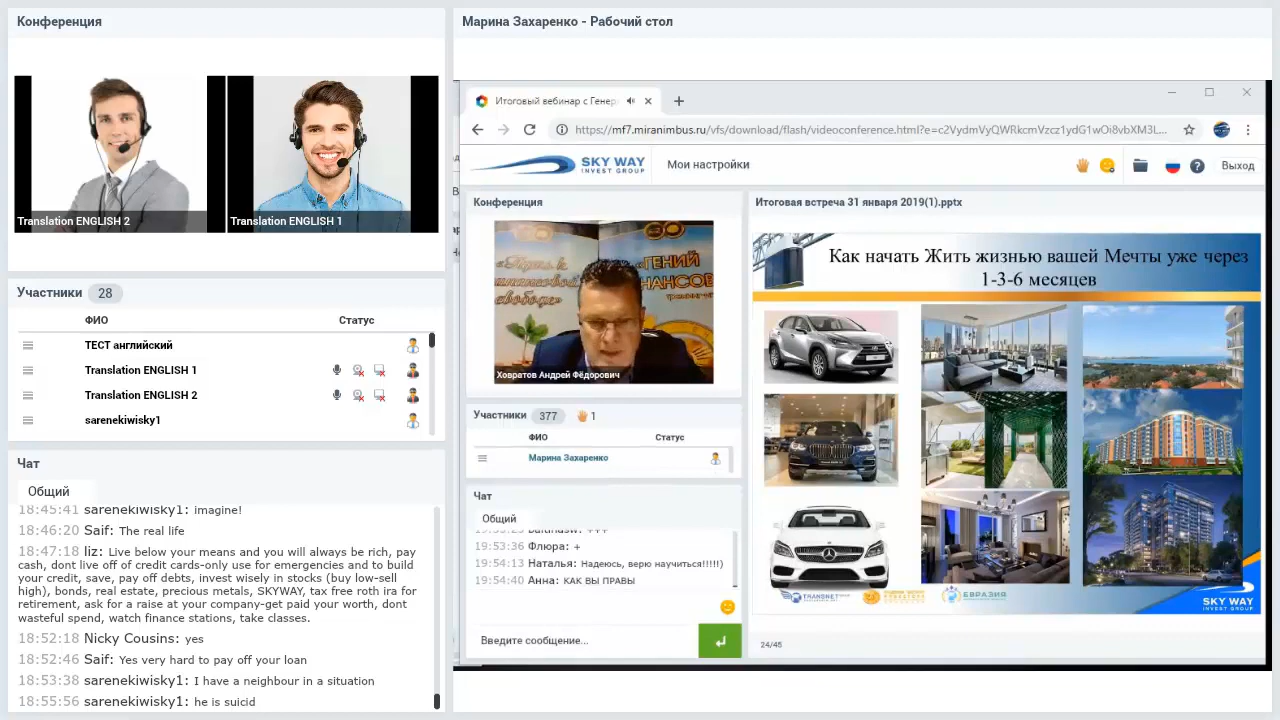 Конференция
Translation ENGLISH 2
Translation ENGLISH 1
Участники 28
ФИО Статус
ТЕСТ английский
Translation ENGLISH 1
Translation ENGLISH 2
sarenekiwisky1
Чат
Общий
18:45:41 sarenekiwisky1: imagine!
18:46:20 Saif: The real life
18:47:18 liz: Live below your means and you will always be rich, pay
cash, dont live off to credit cards-only use for emergencies and to build
your credit, save, pay off debts, invest wisely in stocks (buy low-sell
high), bonds, real estate, precious metals, SKYWAY, tax free roth ira for
retirement, ask for a raise at your company-get paid your worth, dont
wasteful spend, watch finance stations, take classes.
18:52:18 Nicky Cousins: yes
18:52:46 Saif: Yes very hard to pay off your loan
18:53:38 sarenekiwisky1: I have a neighbour in a situation
18:55:56 sarenekiwisky1: he is suicid
Марина Захаренко - Рабочий стол
Итоговый вебинар с Генер
https://mf7.miranimbus.ru/vfs/download/flash/videoconference.html?e=c2VydmVyQWRkcmVzcz1ydG1wOi8vbXM3L...
SKY WAY
INVEST GROUP
Мои настройки
Выход
Конференция
«Путь к
финансовой
свободе»
ГЕНИЙ
ФИНАНСОВ
Ховратов Андрей Фёдорович
Участники 377 1
ФИО Статус
Марина Захаренко
Чат
Общий
19:53:36 Флюра: +
19:54:13 Наталья: Надеюсь, верю научиться!!!!!)
19:54:40 Анна: КАК ВЫ ПРАВЫ
Введите сообщение...
Итоговая встреча 31 января 2019(1).pptx
Как начать Жить жизнью вашей Мечты уже через
1-3-6 месяцев
TRANSNET
ЕВРАЗИЯ
SKY WAY
INVEST GROUP
24/45